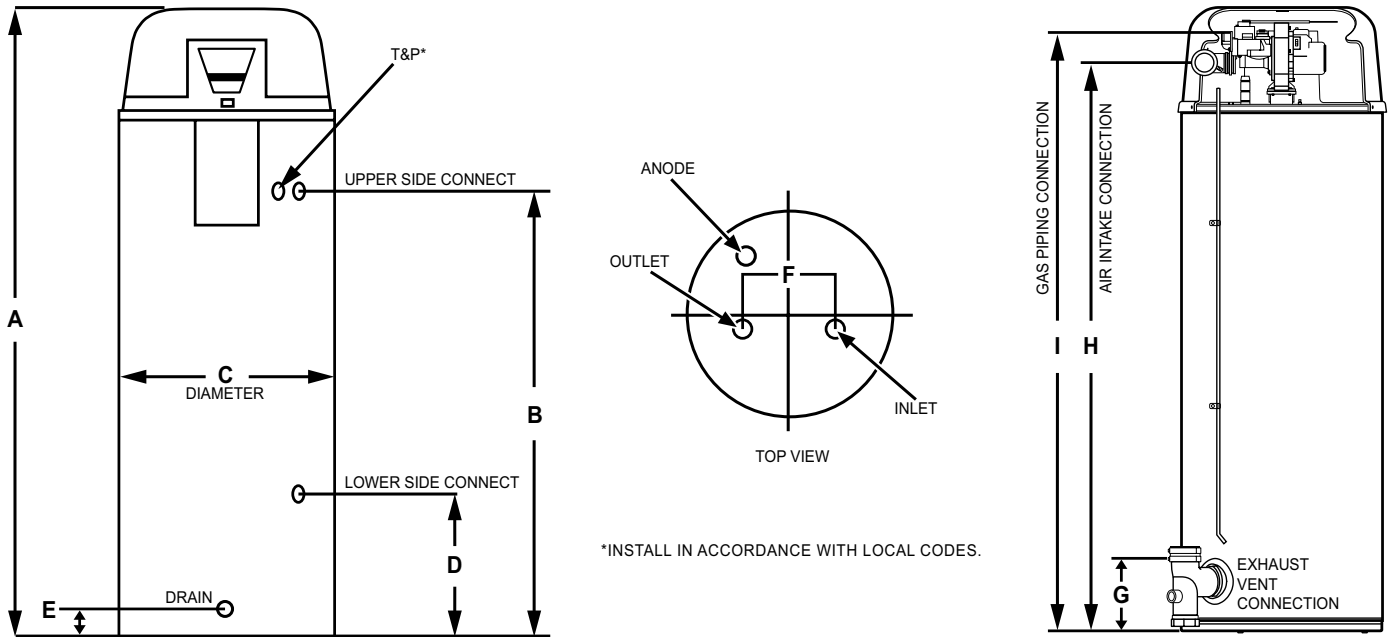 A
T&P*
UPPER SIDE CONNECT
C
DIAMETER
B
LOWER SIDE CONNECT
D
E
DRAIN
ANODE
OUTLET
F
INLET
TOP VIEW
*INSTALL IN ACCORDANCE WITH LOCAL CODES.
GAS PIPING CONNECTION
AIR INTAKE CONNECTION
I
H
G
EXHAUST
VENT
CONNECTION